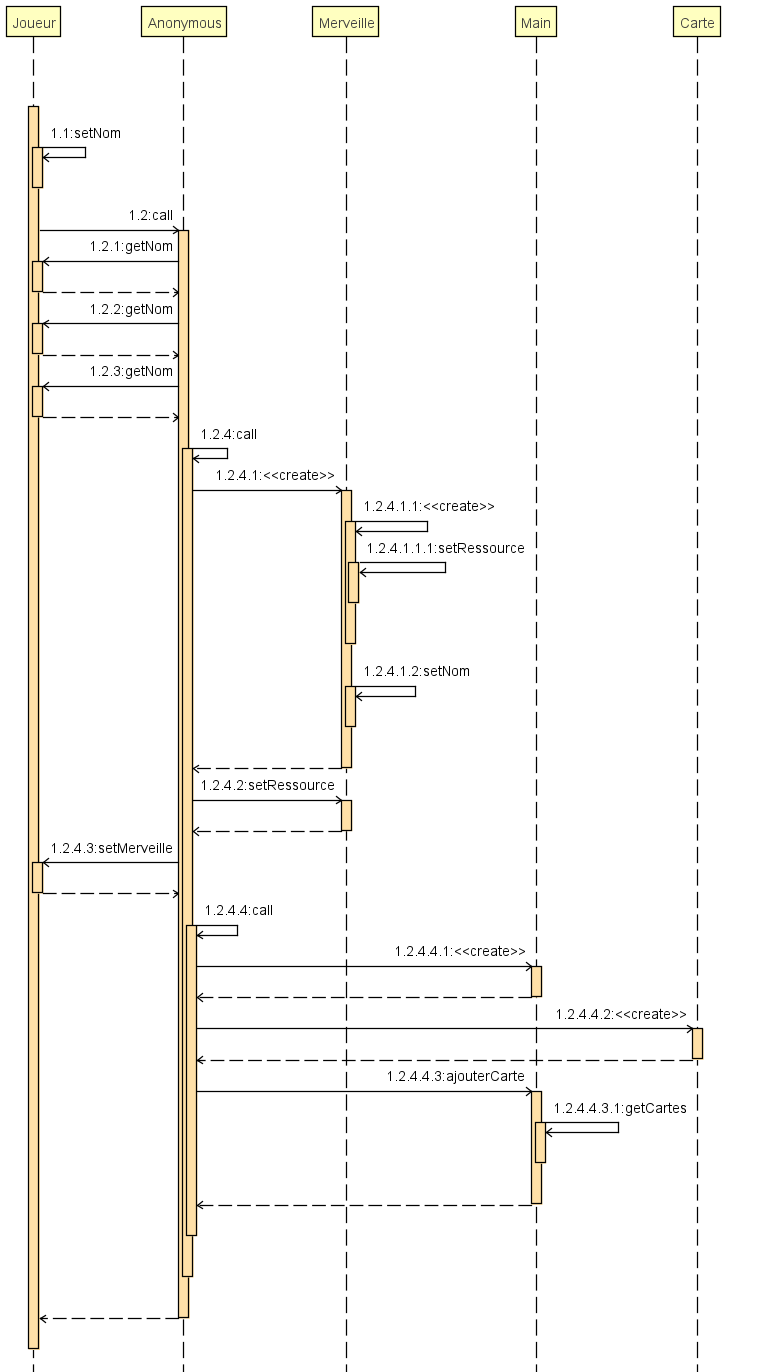 Joueur
Anonymous
Merveille
Main
Carte
1.1:setNom
1.2:call
1.2.1:getNom
1.2.2:getNom
1.2.3:getNom
1.2.4:call
1.2.4.1:<<create>>
1.2.4.1.1:<<create>>
1.2.4.1.1.1:setRessource
1.2.4.1.2:setNom
1.2.4.2:setRessource
1.2.4.3:setMerveille
1.2.4.4:call
1.2.4.4.1:<<create>>
1.2.4.4.2:<<create>>
1.2.4.4.3:ajouterCarte
1.2.4.4.3.1:getCartes